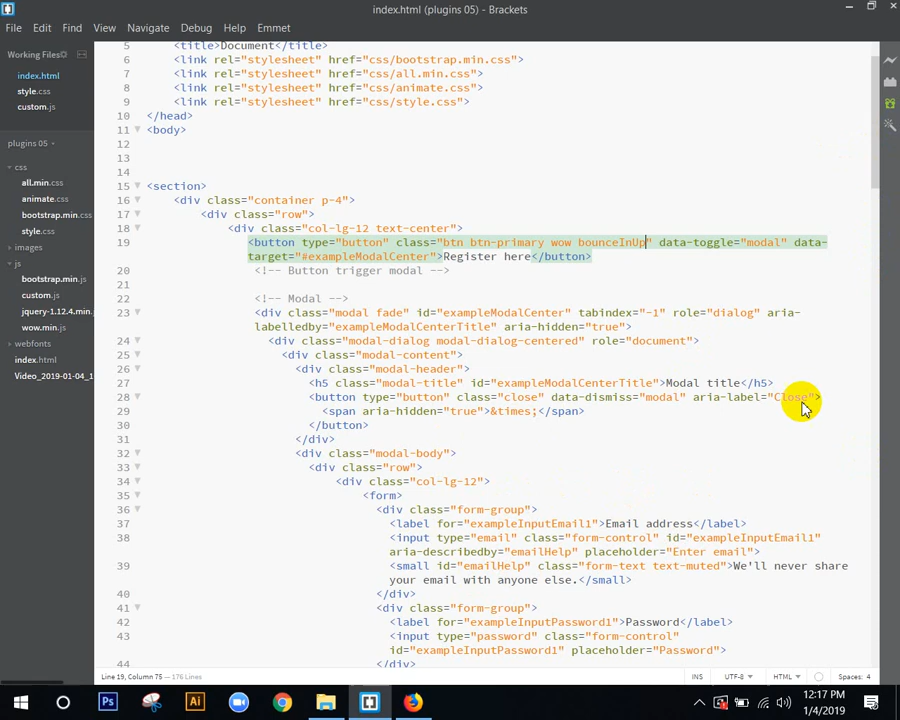 index.html (plugins 05) - Brackets
File Edit Find View Navigate Debug Help Emmet
Working Files
index.html
style.css
custom.js
plugins 05
css
all.min.css
animate.css
bootstrap.min.css
style.css
images
js
bootstrap.min.js
custom.js
jquery-1.12.4.min.
wow.min.js
webfonts
index.html
Video_2019-01-04_1
5 <title>Document</title>
6 <link rel="stylesheet" href="css/bootstrap.min.css">
7 <link rel="stylesheet" href="css/all.min.css">
8 <link rel="stylesheet" href="css/animate.css">
9 <link rel="stylesheet" href="css/style.css">
10 </head>
11 <body>
12
13
14
15 <section>
16 <div class="container p-4">
17 <div class="row">
18 <div class="col-lg-12 text-center">
19 <button type="button" class="btn btn-primary wow bounceInUp" data-toggle="modal" data-
target="#exampleModalCenter">Register here</button>
20 <!-- Button trigger modal -->
21
22 <!-- Modal -->
23 <div class="modal fade" id="exampleModalCenter" tabindex="-1" role="dialog" aria-
labelledby="exampleModalCenterTitle" aria-hidden="true">
24 <div class="modal-dialog modal-dialog-centered" role="document">
25 <div class="modal-content">
26 <div class="modal-header">
27 <h5 class="modal-title" id="exampleModalCenterTitle">Modal title</h5>
28 <button type="button" class="close" data-dismiss="modal" aria-label="Close">
29 <span aria-hidden="true">&times;</span>
30 </button>
31 </div>
32 <div class="modal-body">
33 <div class="row">
34 <div class="col-lg-12">
35 <form>
36 <div class="form-group">
37 <label for="exampleInputEmail1">Email address</label>
38 <input type="email" class="form-control" id="exampleInputEmail1"
aria-describedby="emailHelp" placeholder="Enter email">
39 <small id="emailHelp" class="form-text text-muted">We'll never share
your email with anyone else.</small>
40 </div>
41 <div class="form-group">
42 <label for="exampleInputPassword1">Password</label>
43 <input type="password" class="form-control"
id="exampleInputPassword1" placeholder="Password">
44 </div>
Line 19, Column 75 — 176 Lines
INS UTF-8 HTML Spaces: 4
Ps Ai
12:17 PM
1/4/2019